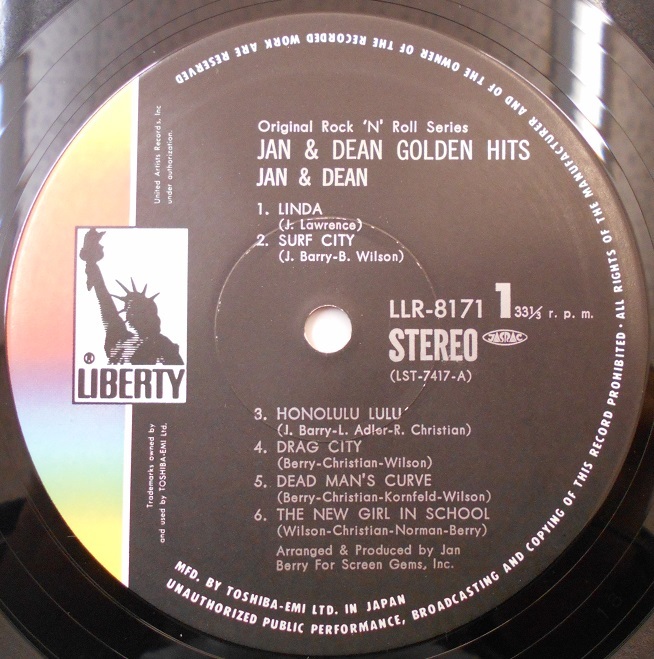 Original Rock 'N' Roll Series
JAN & DEAN GOLDEN HITS
JAN & DEAN
1. LINDA
(J. Lawrence)
2. SURF CITY
(J. Barry-B. Wilson)
LLR-8171 1 33⅓ r. p. m.
STEREO JASRAC
(LST-7417-A)
3. HONOLULU LULU
(J. Barry-L. Adler-R. Christian)
4. DRAG CITY
(Berry-Christian-Wilson)
5. DEAD MAN'S CURVE
(Berry-Christian-Kornfeld-Wilson)
6. THE NEW GIRL IN SCHOOL
(Wilson-Christian-Norman-Berry)
Arranged & Produced by Jan
Berry For Screen Gems, Inc.
United Artists Records, Inc
under authorization.
® LIBERTY
Trademarks owned by
and used by TOSHIBA-EMI Ltd.
MFD. BY TOSHIBA-EMI LTD. IN JAPAN
UNAUTHORIZED PUBLIC PERFORMANCE, BROADCASTING AND COPYING OF THIS RECORD PROHIBITED · ALL RIGHTS OF THE MANUFACTURER AND OF THE OWNER OF THE RECORDED WORK ARE RESERVED